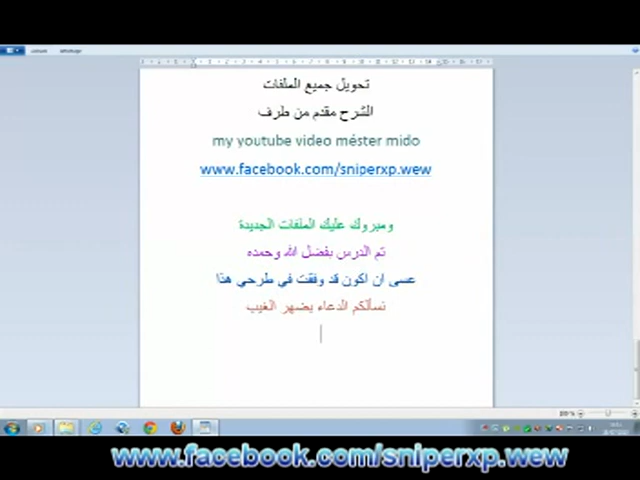 تحويل جميع الملفات
الشرح مقدم من طرف
my youtube video méster mido
www.facebook.com/sniperxp.wew
ومبروك عليك الملفات الجديدة
تم الدرس بفضل الله وحمده
عسى ان اكون قد وفقت في طرحي هذا
نسألكم الدعاء بضهر الغيب
www.facebook.com/sniperxp.wew